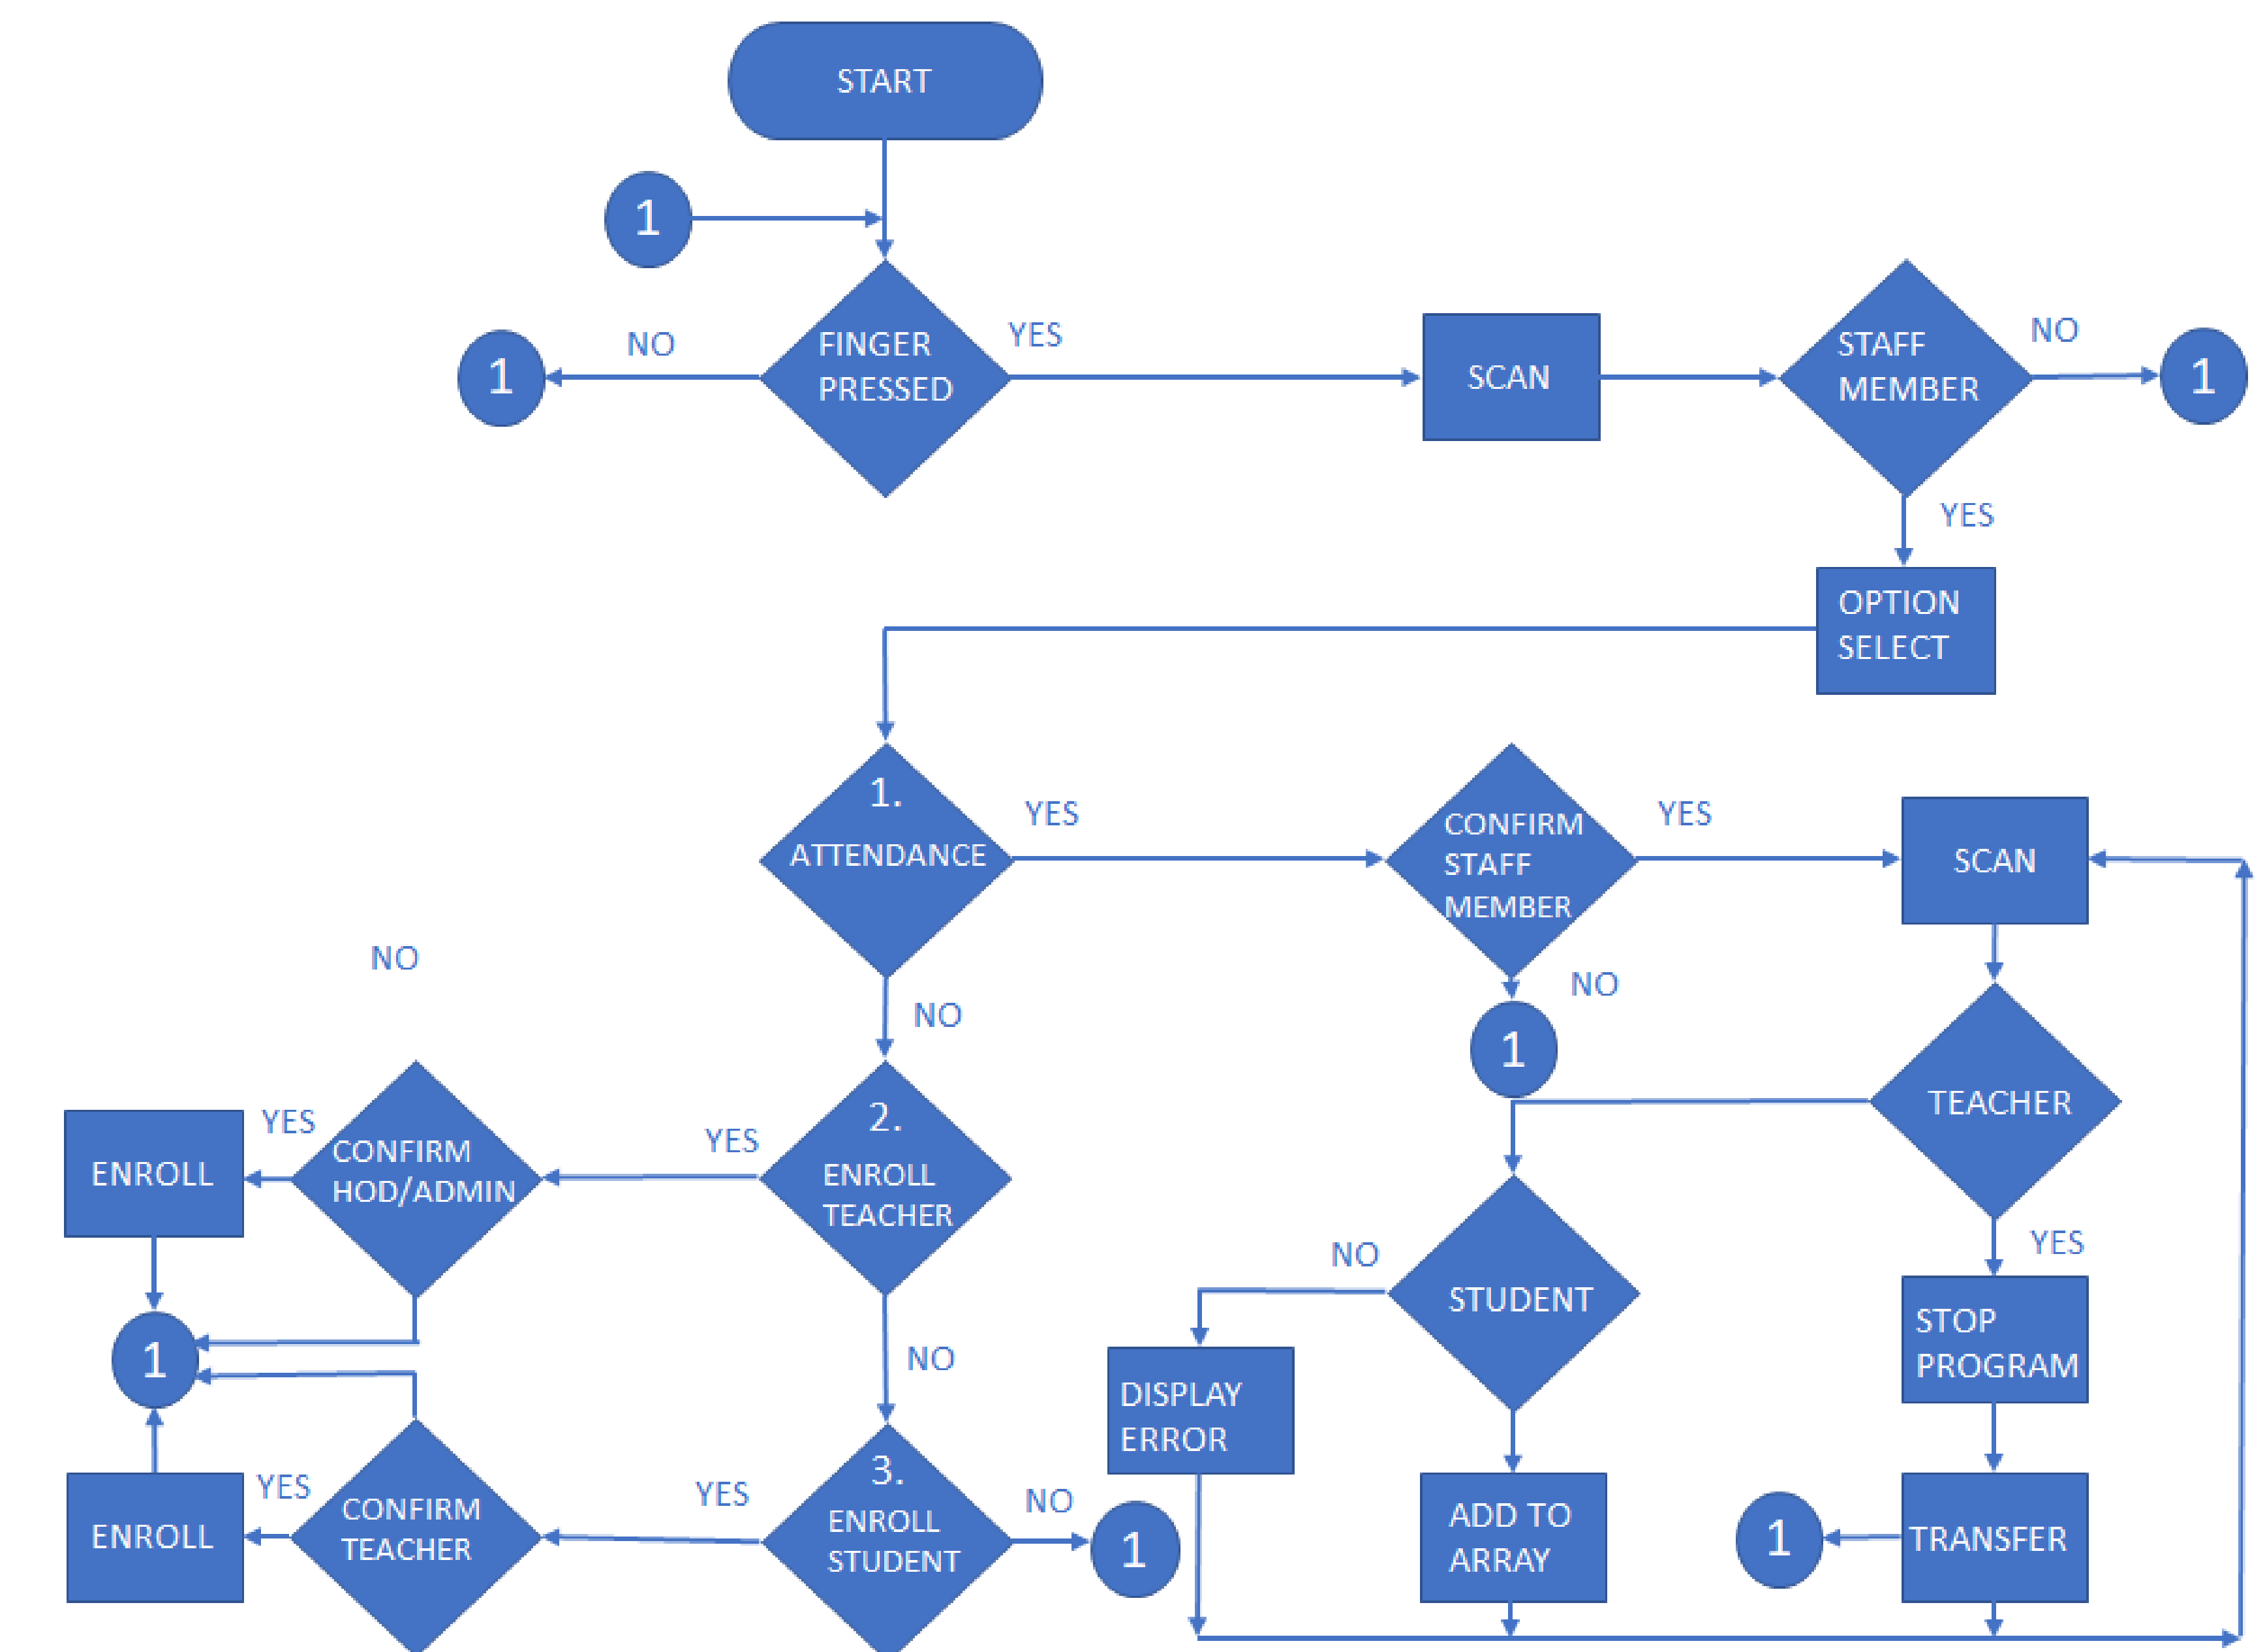 START
1
FINGER
PRESSED
NO
YES
1
SCAN
STAFF
MEMBER
NO
1
YES
OPTION
SELECT
1.
ATTENDANCE
YES
CONFIRM
STAFF
MEMBER
YES
SCAN
NO
NO
NO
1
TEACHER
2.
ENROLL
TEACHER
YES
CONFIRM
HOD/ADMIN
YES
ENROLL
1
NO
STUDENT
NO
YES
STOP
PROGRAM
DISPLAY
ERROR
3.
ENROLL
STUDENT
YES
NO
1
CONFIRM
TEACHER
YES
ENROLL
ADD TO
ARRAY
1
TRANSFER